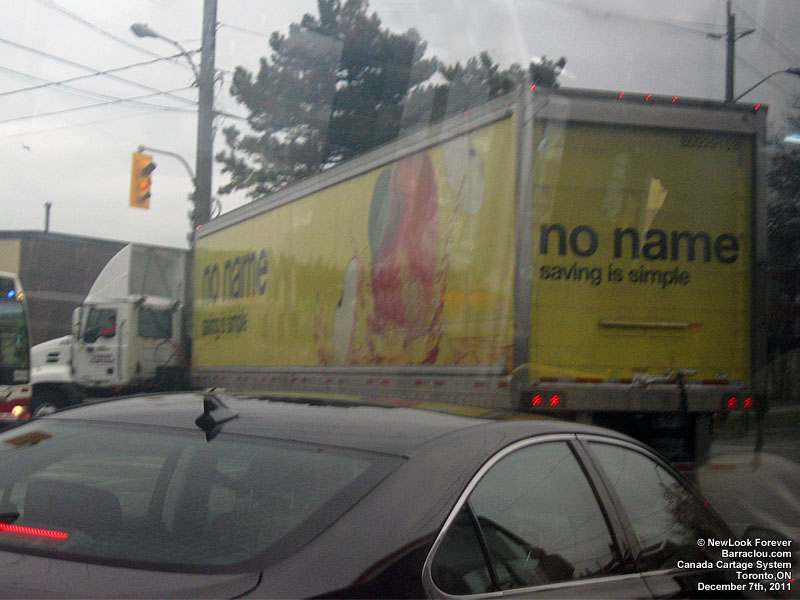 no name
saving is simple
no name
saving is simple
© NewLook Forever
Barraclou.com
Canada Cartage System
Toronto,ON
December 7th, 2011